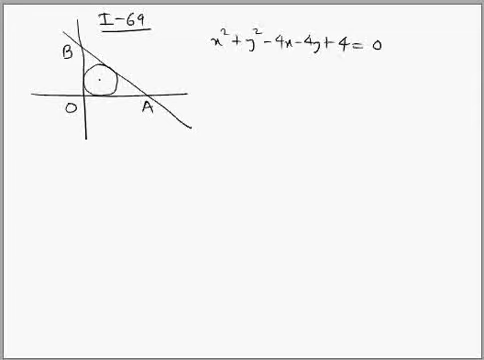 I-69
x² + y² - 4x - 4y + 4 = 0
B
O
A